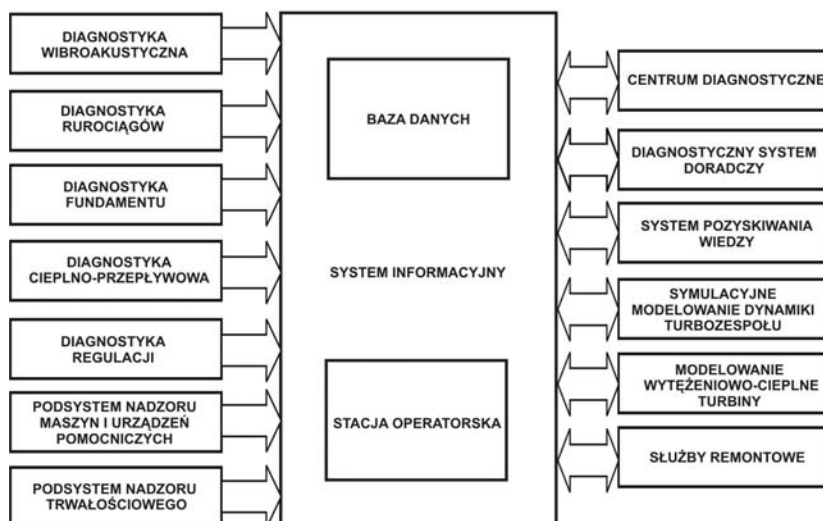 DIAGNOSTYKA
WIBROAKUSTYCZNA
DIAGNOSTYKA
RUROCIĄGÓW
DIAGNOSTYKA
FUNDAMENTU
DIAGNOSTYKA
CIEPLNO-PRZEPŁYWOWA
DIAGNOSTYKA
REGULACJI
PODSYSTEM NADZORU
MASZYN I URZĄDZEŃ
POMOCNICZYCH
PODSYSTEM NADZORU
TRWAŁOŚCIOWEGO
BAZA DANYCH
SYSTEM INFORMACYJNY
STACJA OPERATORSKA
CENTRUM DIAGNOSTYCZNE
DIAGNOSTYCZNY SYSTEM
DORADCZY
SYSTEM POZYSKIWANIA
WIEDZY
SYMULACYJNE
MODELOWANIE DYNAMIKI
TURBOZESPOŁU
MODELOWANIE
WYTĘŻENIOWO-CIEPLNE
TURBINY
SŁUŻBY REMONTOWE